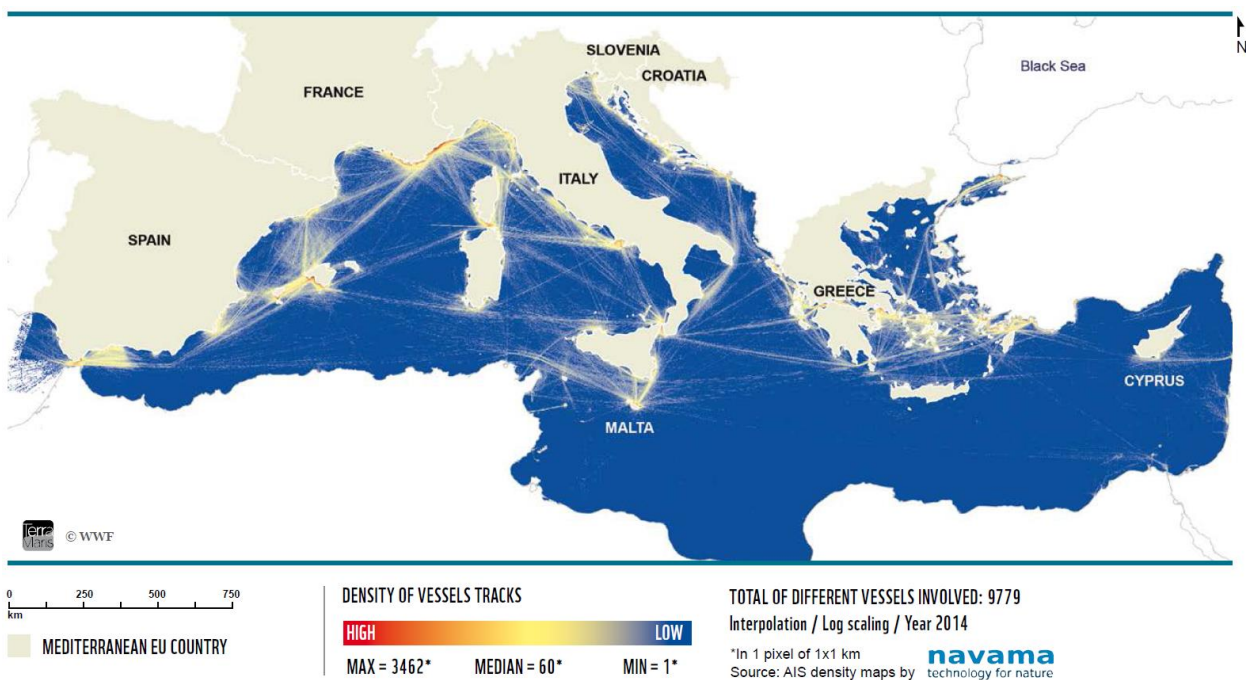 N
SLOVENIA
CROATIA
Black Sea
FRANCE
ITALY
SPAIN
GREECE
CYPRUS
MALTA
Terra
Maris
© WWF
0 250 500 750
km
MEDITERRANEAN EU COUNTRY
DENSITY OF VESSELS TRACKS
HIGH LOW
MAX = 3462* MEDIAN = 60* MIN = 1*
TOTAL OF DIFFERENT VESSELS INVOLVED: 9779
Interpolation / Log scaling / Year 2014
*In 1 pixel of 1x1 km
Source: AIS density maps by navama
technology for nature